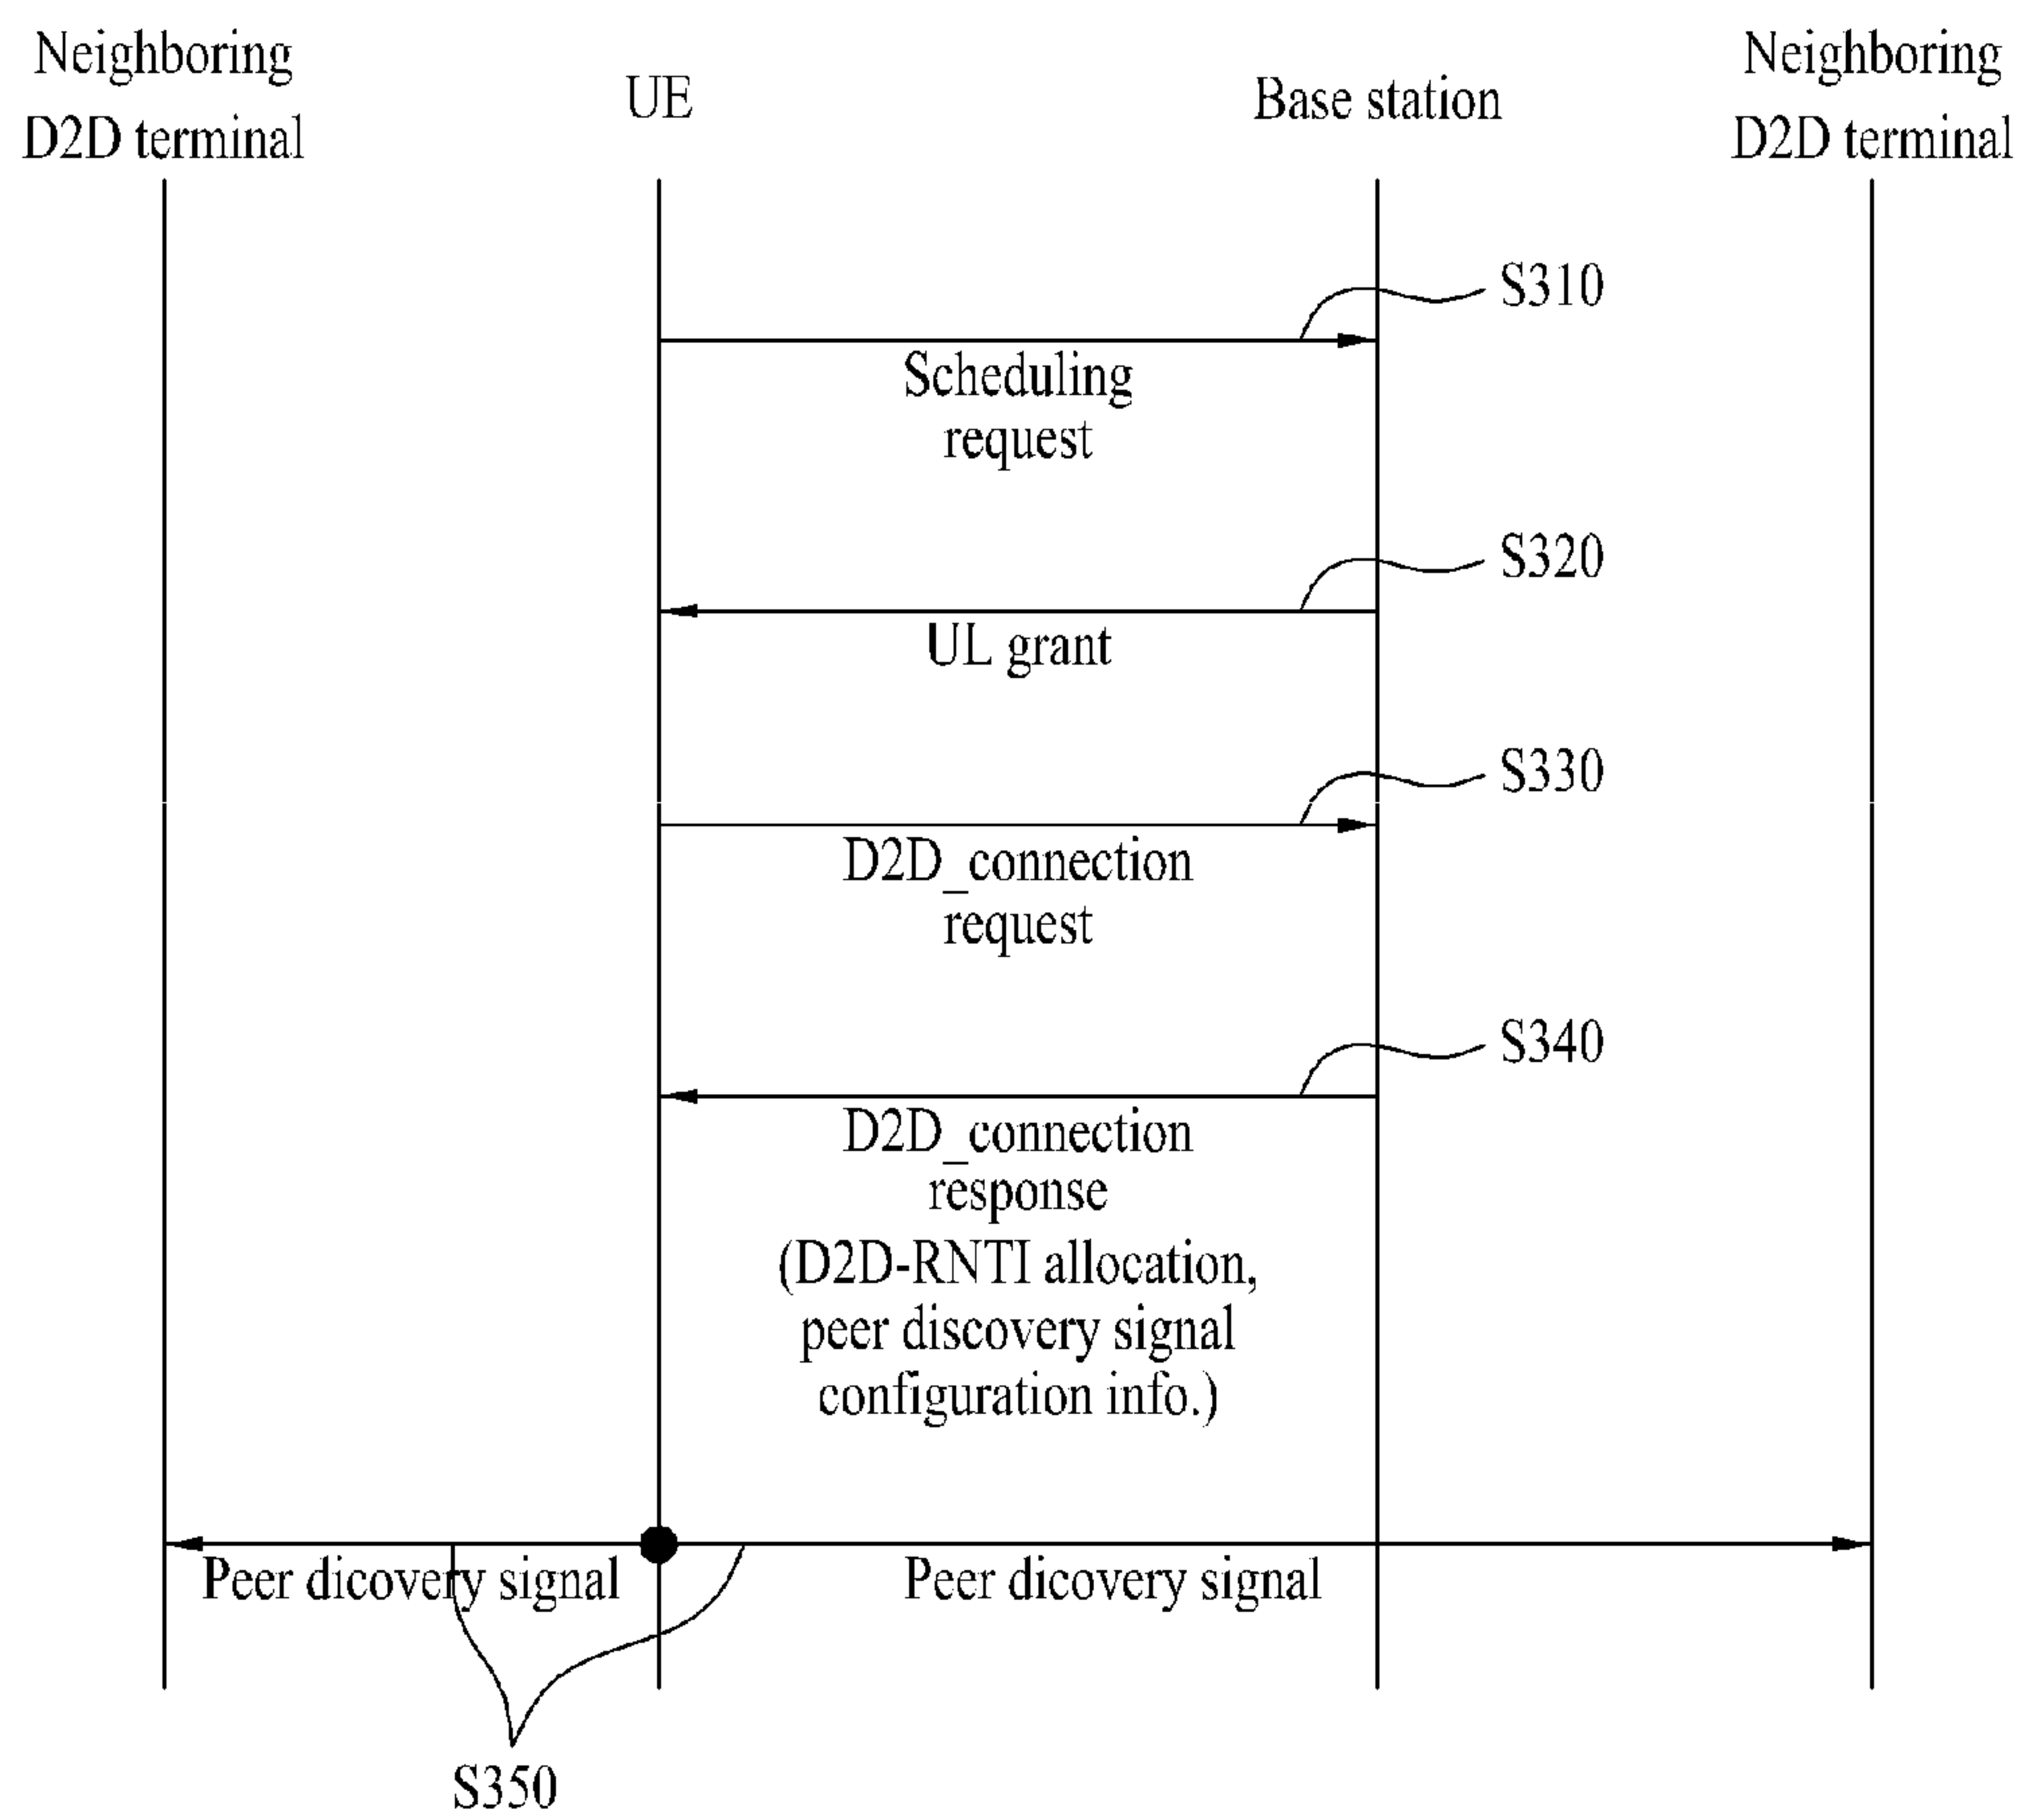 Neighboring
D2D terminal
UE
Base station
Neighboring
D2D terminal
S310
Scheduling
request
S320
UL grant
S330
D2D_connection
request
S340
D2D_connection
response
(D2D-RNTI allocation,
peer discovery signal
configuration info.)
Peer dicovery signal
Peer dicovery signal
S350